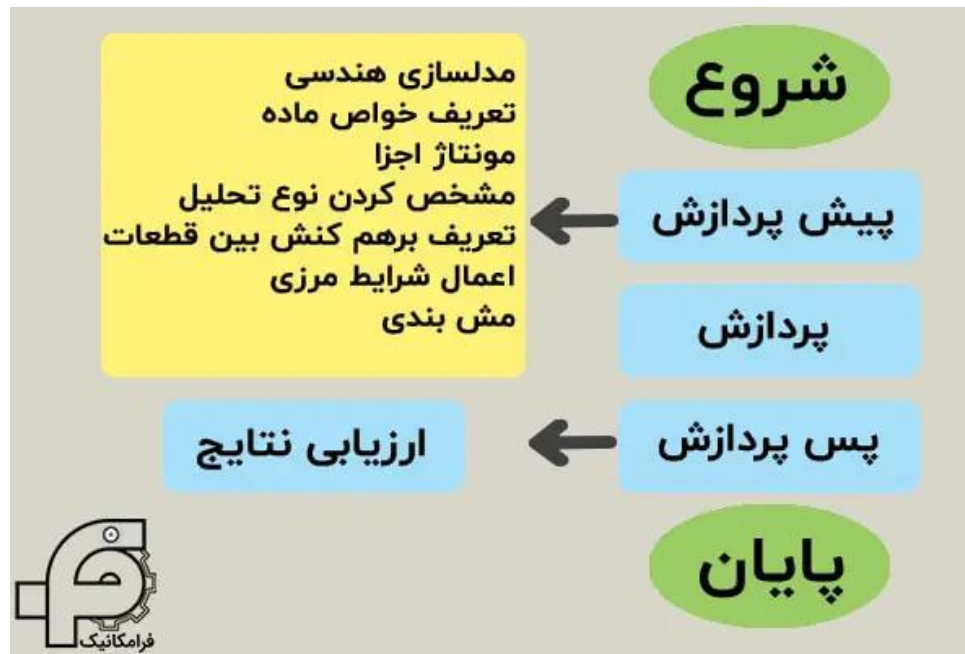 شروع
پیش پردازش
مدلسازی هندسی
تعریف خواص ماده
مونتاژ اجزا
مشخص کردن نوع تحلیل
تعریف برهم کنش بین قطعات
اعمال شرایط مرزی
مش بندی
پردازش
پس پردازش
ارزیابی نتایج
پایان
فرامکانیک